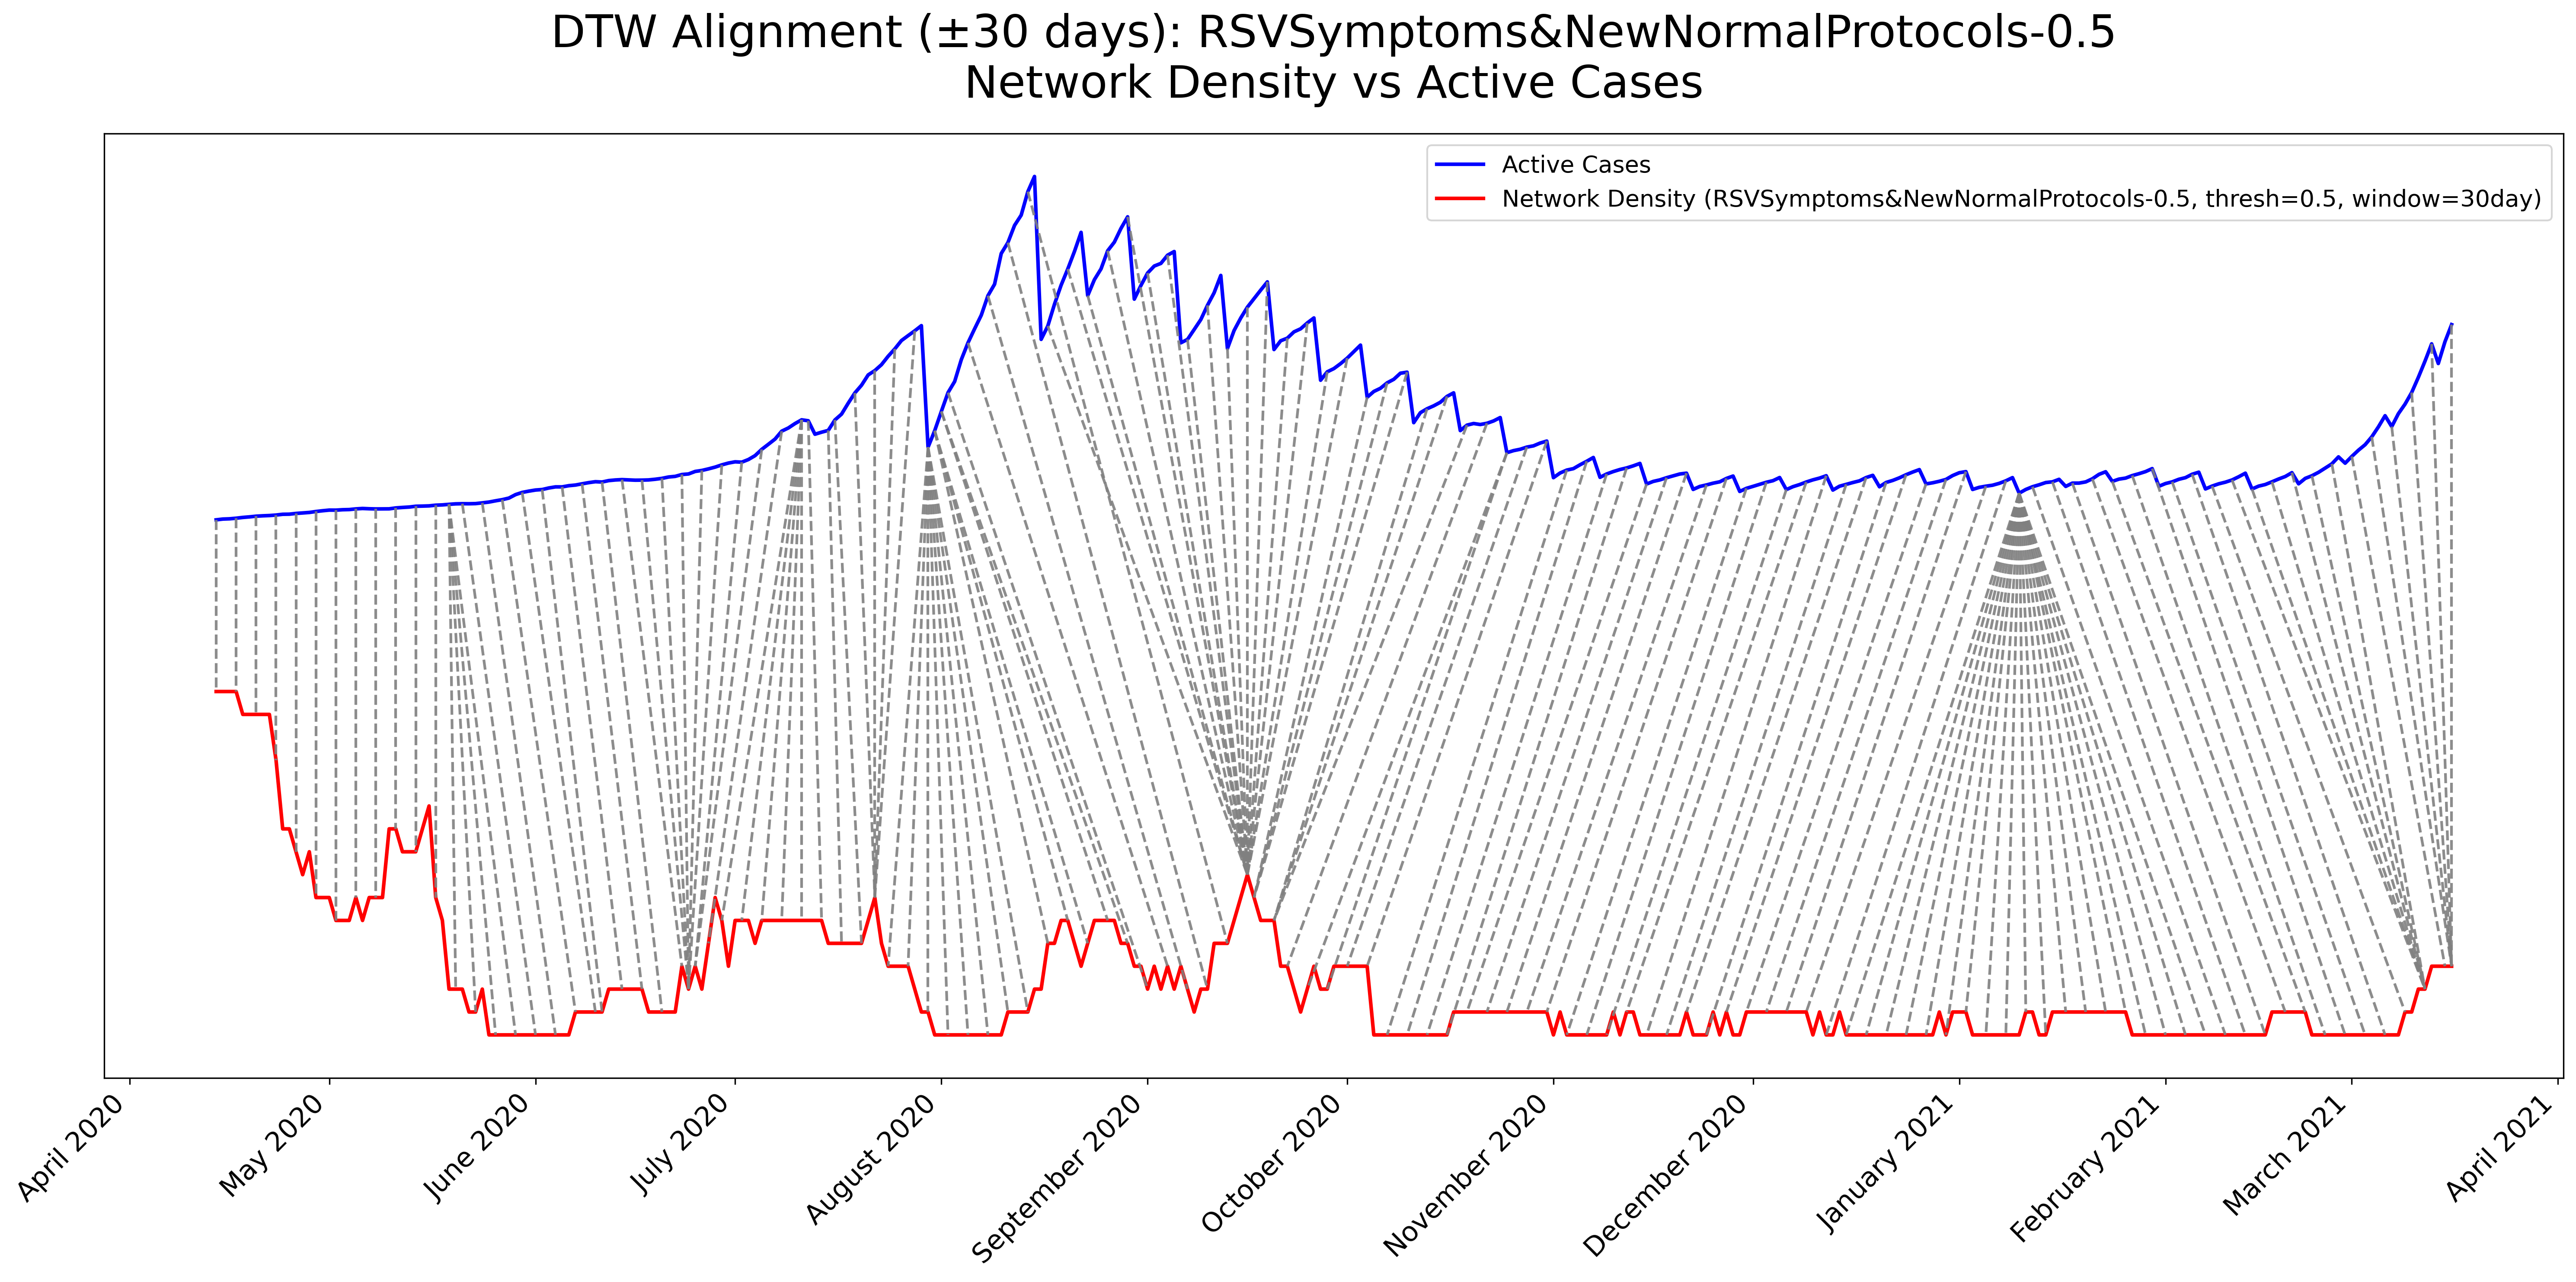 DTW Alignment (±30 days): RSVSymptoms&NewNormalProtocols-0.5
Network Density vs Active Cases
Active Cases
Network Density (RSVSymptoms&NewNormalProtocols-0.5, thresh=0.5, window=30day)
April 2020
May 2020
June 2020
July 2020
August 2020
September 2020
October 2020
November 2020
December 2020
January 2021
February 2021
March 2021
April 2021